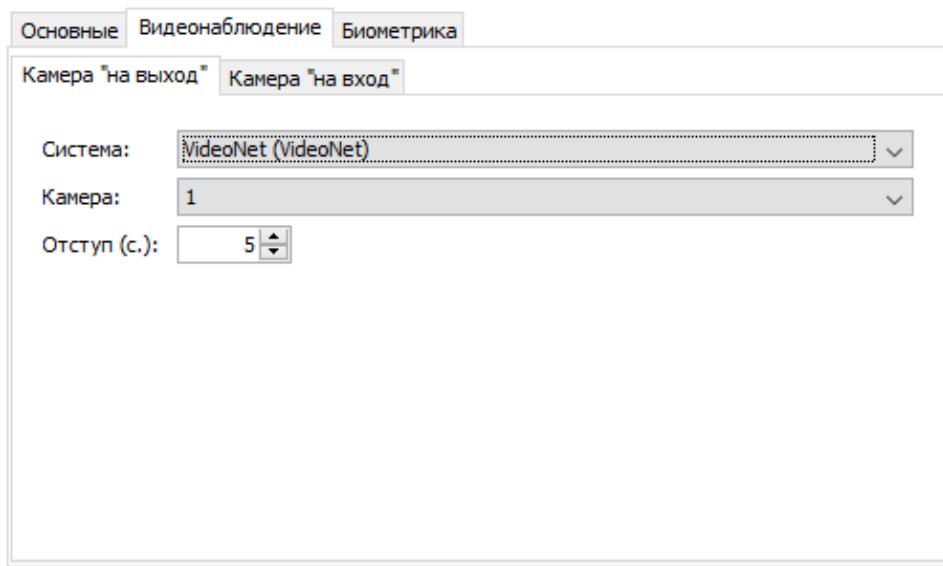 Основные Видеонаблюдение Биометрика
Камера "на выход" Камера "на вход"
Система: VideoNet (VideoNet)
Камера: 1
Отступ (с.): 5